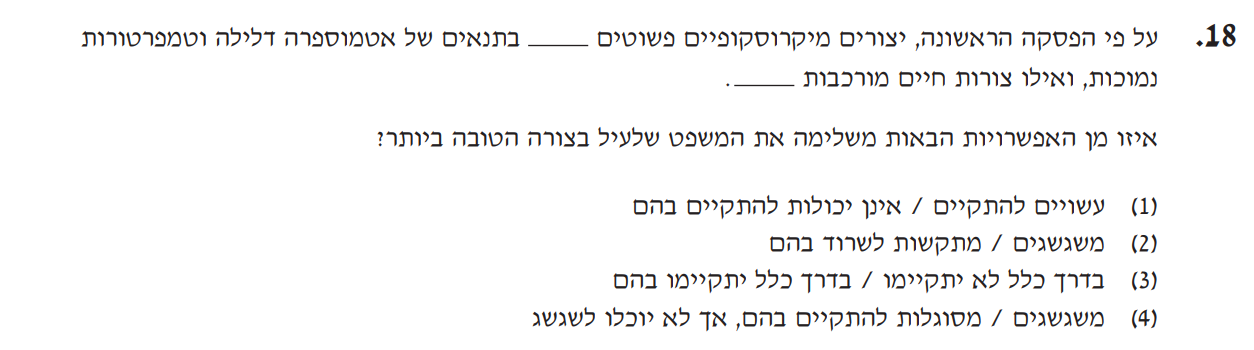 18. על פי הפסקה הראשונה, יצורים מיקרוסקופיים פשוטים _____ בתנאים של אטמוספרה דלילה וטמפרטורות
נמוכות, ואילו צורות חיים מורכבות _____.
איזו מן האפשרויות הבאות משלימה את המשפט שלעיל בצורה הטובה ביותר?
(1) עשויים להתקיים / אינן יכולות להתקיים בהם
(2) משגשגים / מתקשות לשרוד בהם
(3) בדרך כלל לא יתקיימו / בדרך כלל יתקיימו בהם
(4) משגשגים / מסוגלות להתקיים בהם, אך לא יוכלו לשגשג